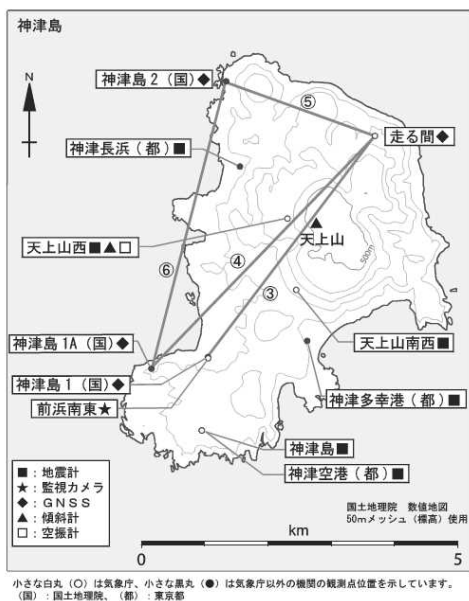 神津島
N
神津島2(国)◆
⑤
走る間◆
神津長浜(都)■
天上山西■▲□
天上山
500m
⑥
④
③
神津島1A(国)◆
天上山南西■
神津島1(国)◆
前浜南東★
神津多幸港(都)■
神津島■
神津空港(都)■
■:地震計
★:監視カメラ
◆:GNSS
▲:傾斜計
□:空振計
国土地理院 数値地図
50mメッシュ(標高)使用
km
0 5
小さな白丸(○)は気象庁、小さな黒丸(●)は気象庁以外の機関の観測点位置を示しています。
(国):国土地理院、(都):東京都